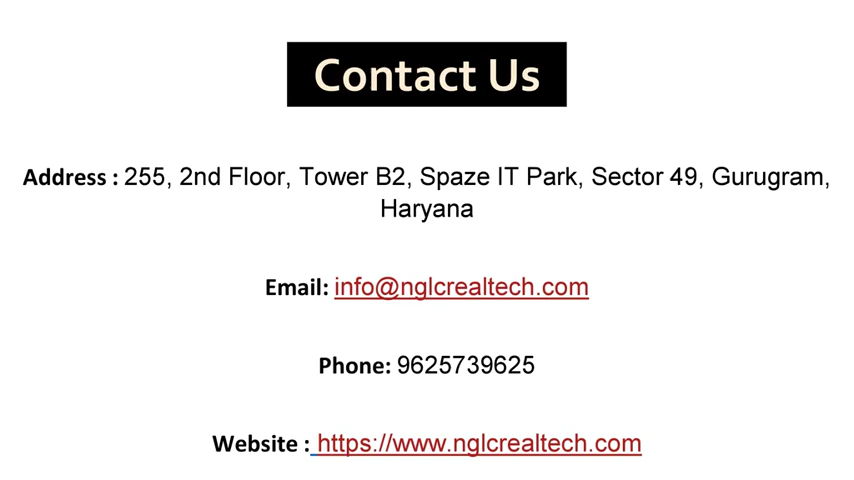 Contact Us
Address : 255, 2nd Floor, Tower B2, Spaze IT Park, Sector 49, Gurugram,
Haryana
Email: info@nglcrealtech.com
Phone: 9625739625
Website : https://www.nglcrealtech.com